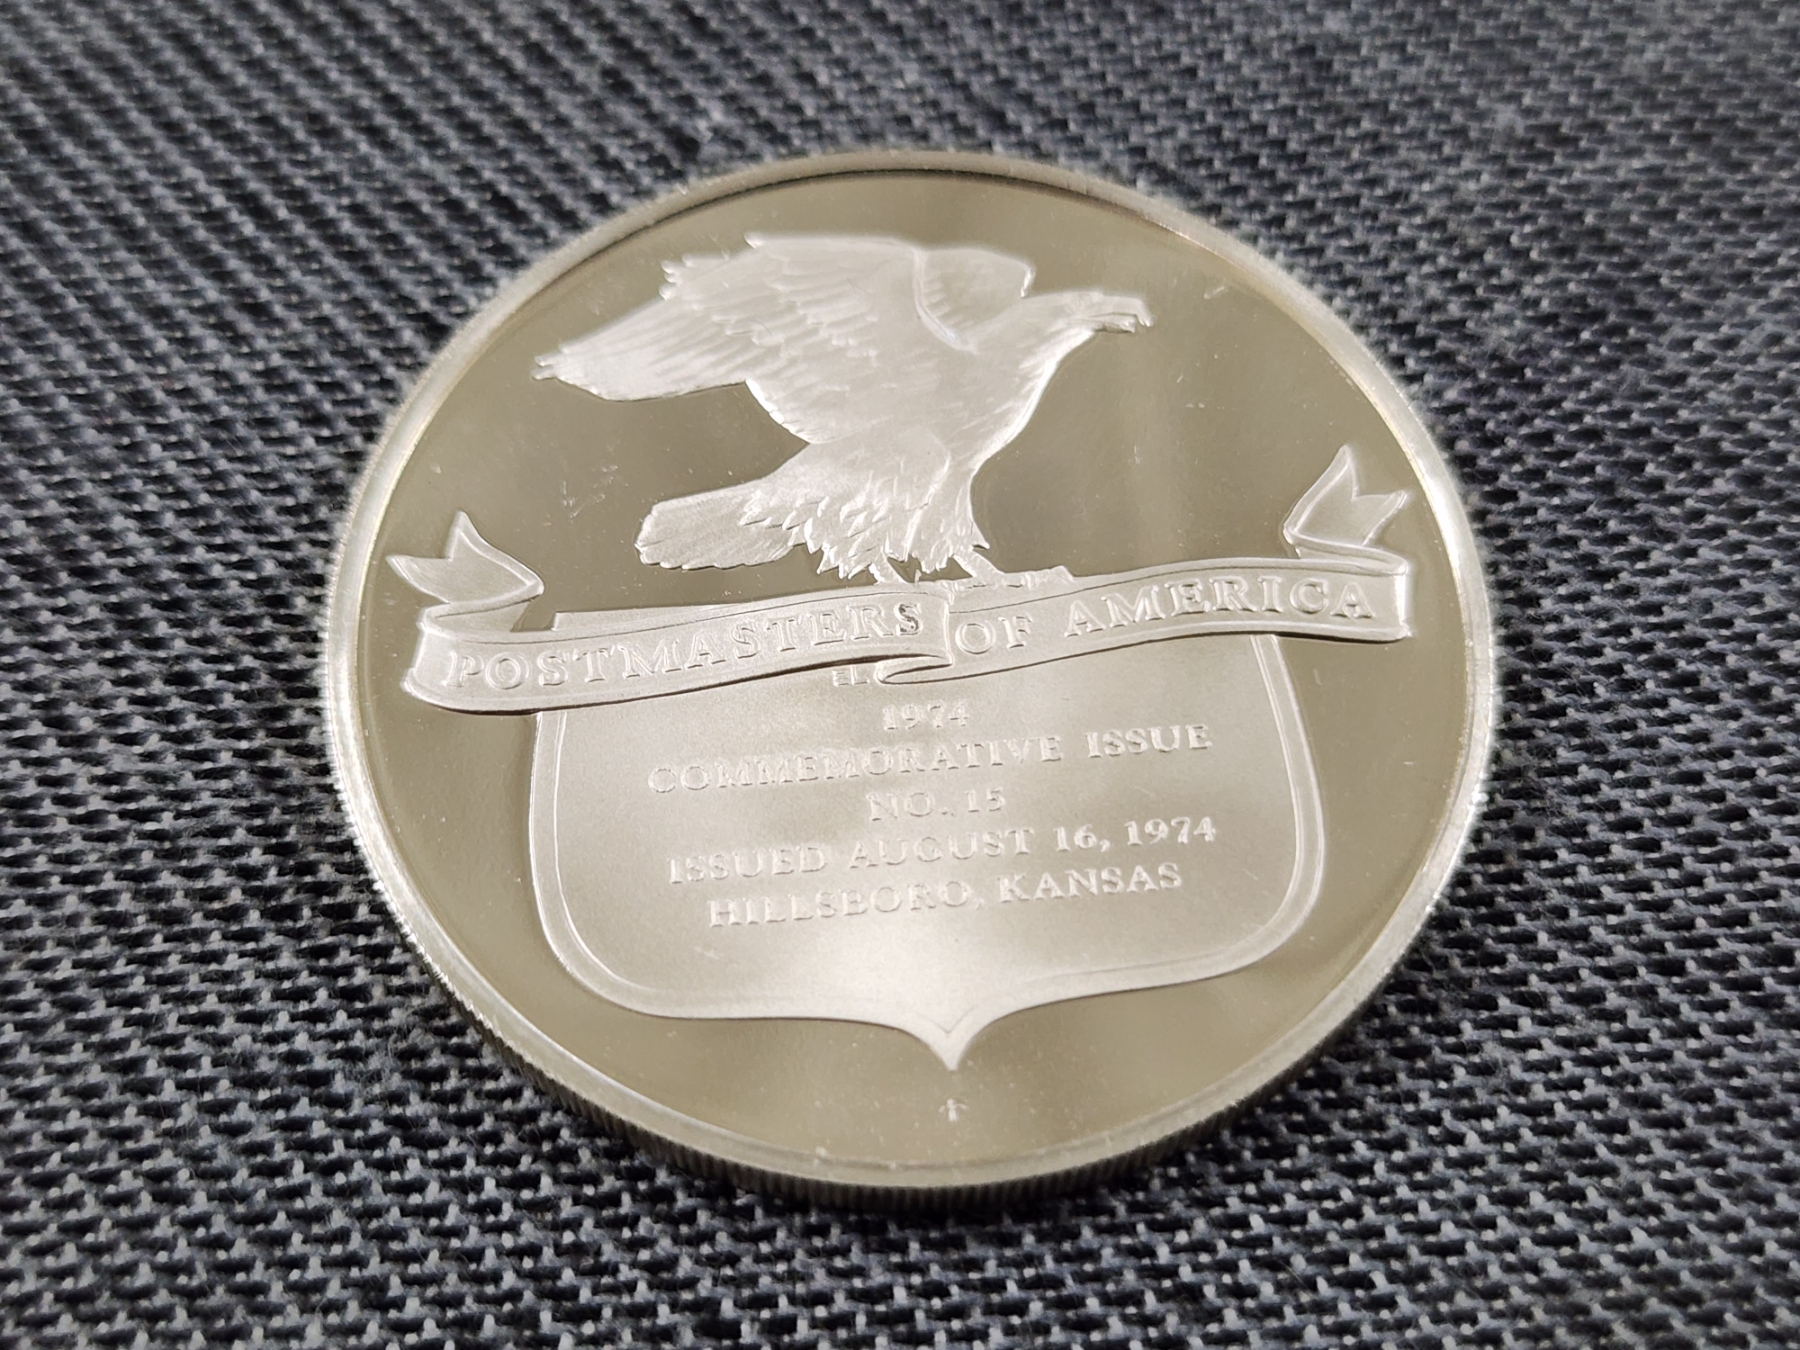 POSTMASTERS OF AMERICA
1974
COMMEMORATIVE ISSUE
NO. 15
ISSUED AUGUST 16, 1974
HILLSBORO, KANSAS